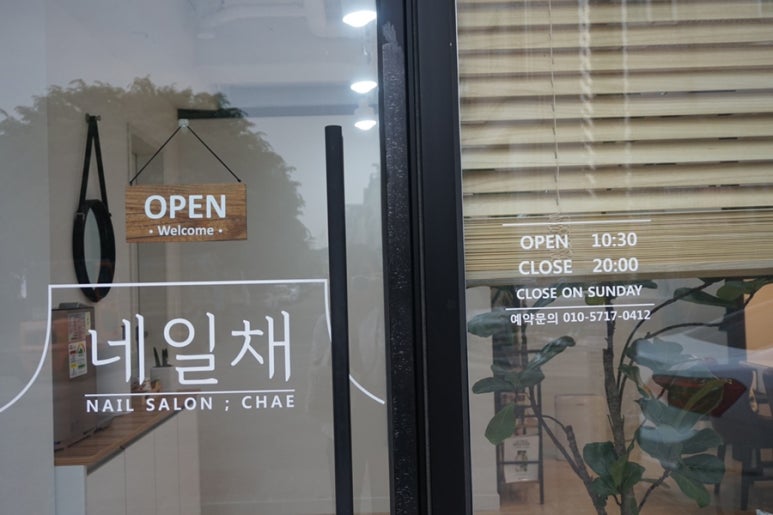 OPEN
• Welcome •
네일채
NAIL SALON ; CHAE
OPEN 10:30
CLOSE 20:00
CLOSE ON SUNDAY
예약문의 010-5717-0412